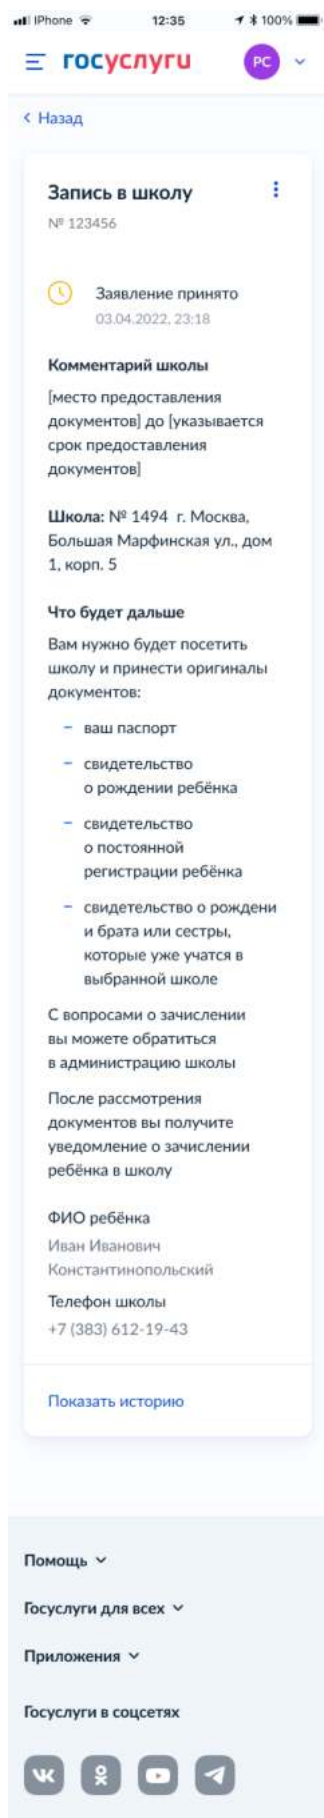 iPhone 12:35 100%
госуслуги РС
Назад
Запись в школу
№ 123456
Заявление принято
03.04.2022, 23:18
Комментарий школы
[место предоставления
документов] до [указывается
срок предоставления
документов]
Школа: № 1494 г. Москва,
Большая Марфинская ул., дом
1, корп. 5
Что будет дальше
Вам нужно будет посетить
школу и принести оригиналы
документов:
– ваш паспорт
– свидетельство
о рождении ребёнка
– свидетельство
о постоянной
регистрации ребёнка
– свидетельство о рождени
и брата или сестры,
которые уже учатся в
выбранной школе
С вопросами о зачислении
вы можете обратиться
в администрацию школы
После рассмотрения
документов вы получите
уведомление о зачислении
ребёнка в школу
ФИО ребёнка
Иван Иванович
Константинопольский
Телефон школы
+7 (383) 612-19-43
Показать историю
Помощь
Госуслуги для всех
Приложения
Госуслуги в соцсетях